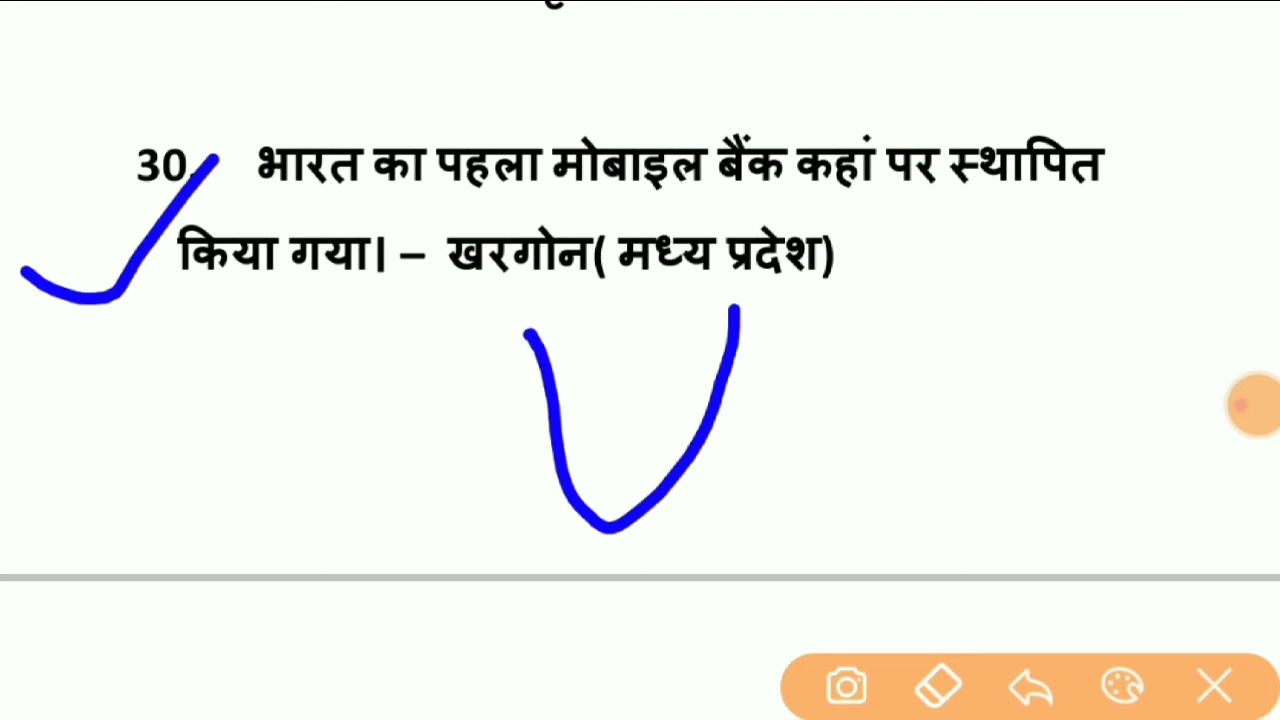 30. भारत का पहला मोबाइल बैंक कहां पर स्थापित
किया गया। – खरगोन( मध्य प्रदेश)